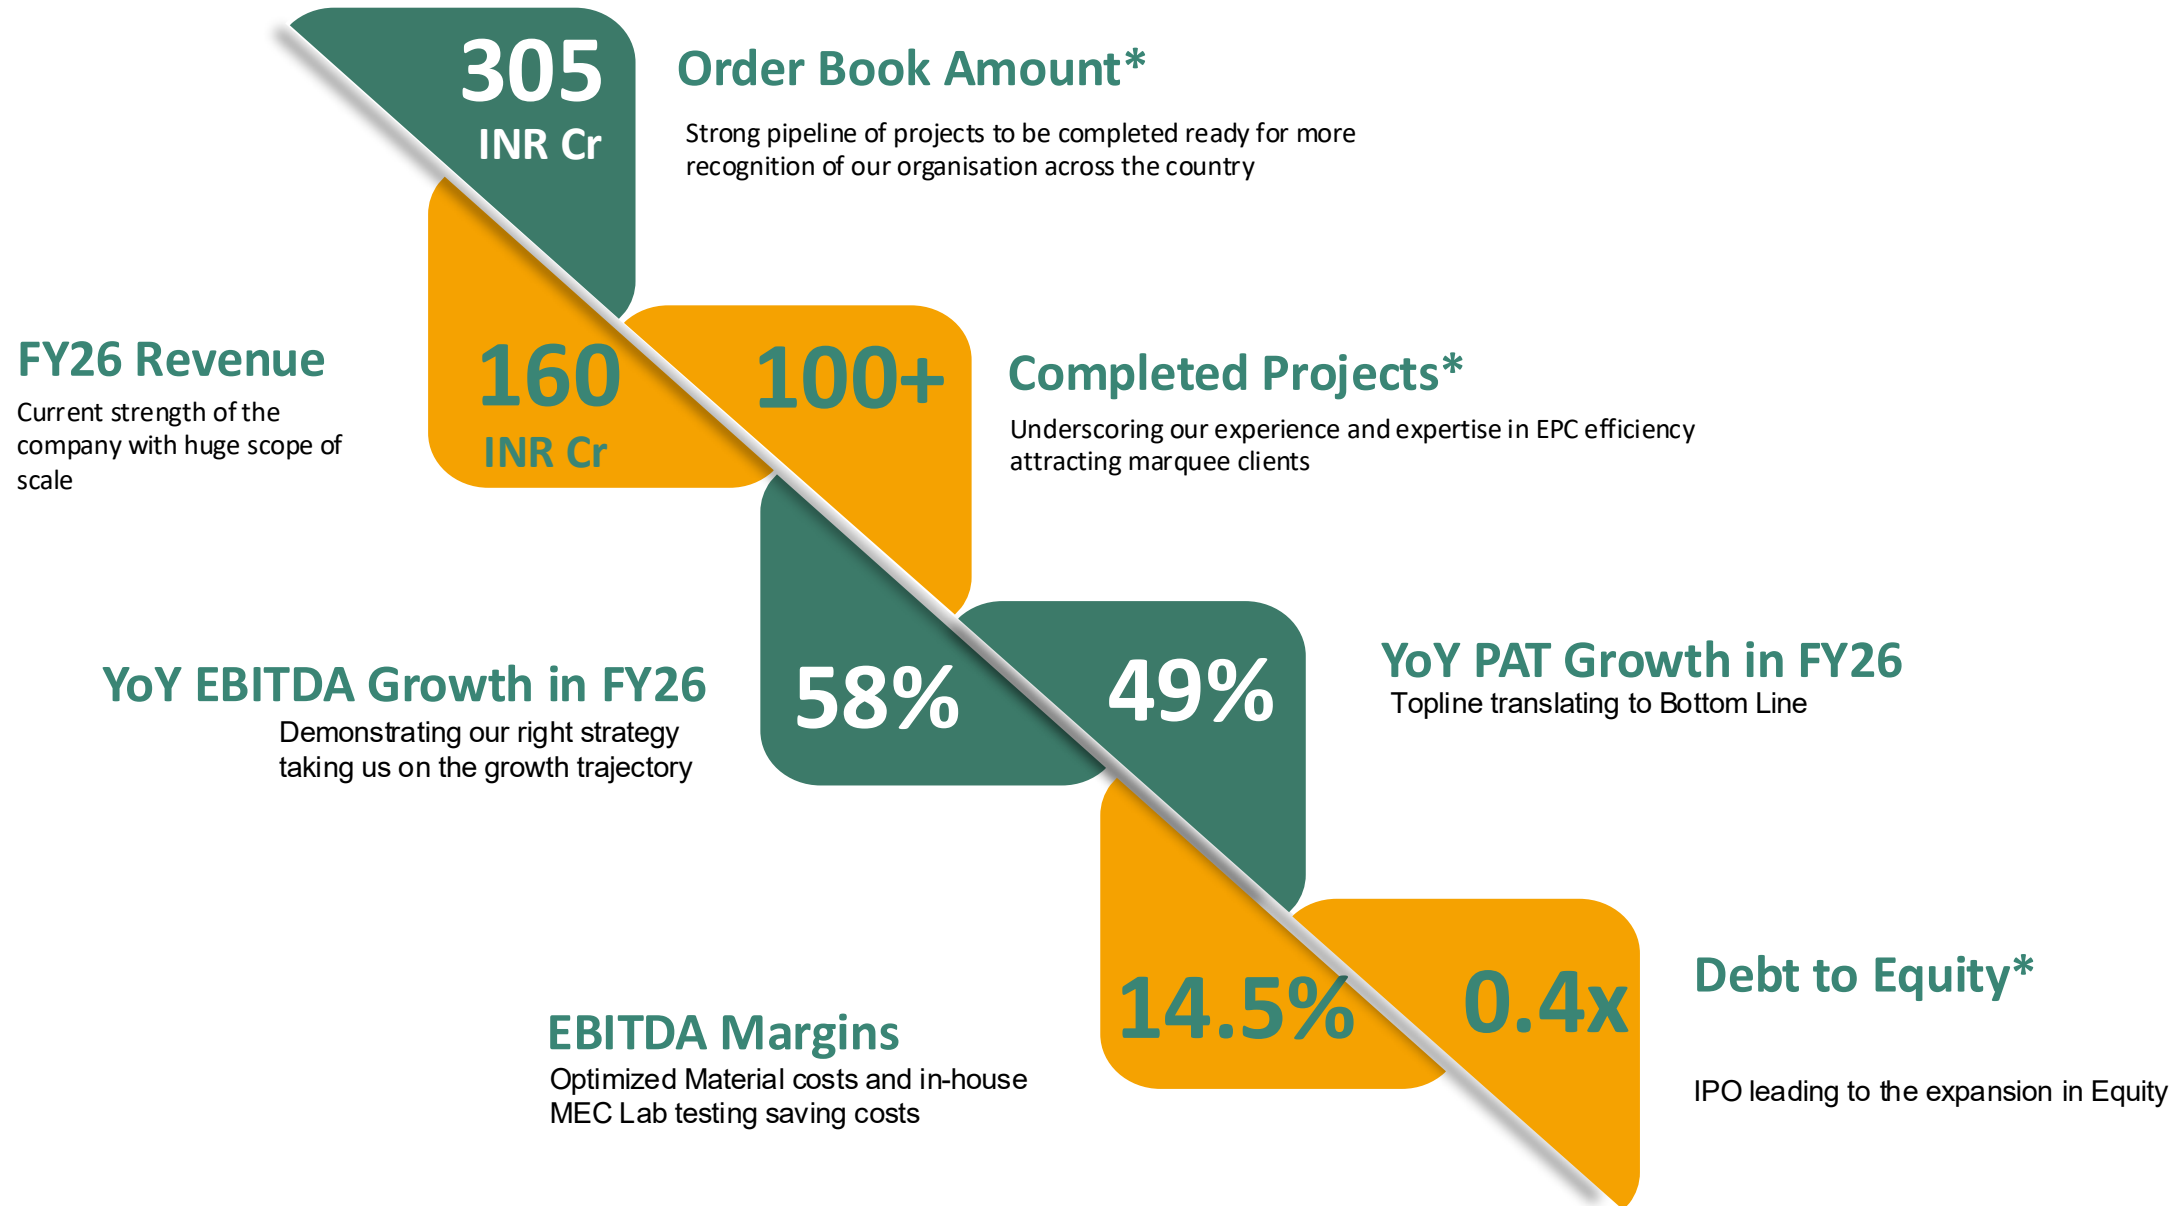 305
INR Cr
Order Book Amount*
Strong pipeline of projects to be completed ready for more
recognition of our organisation across the country
FY26 Revenue
Current strength of the
company with huge scope of
scale
160
INR Cr
100+
Completed Projects*
Underscoring our experience and expertise in EPC efficiency
attracting marquee clients
YoY EBITDA Growth in FY26
Demonstrating our right strategy
taking us on the growth trajectory
58%
49%
YoY PAT Growth in FY26
Topline translating to Bottom Line
EBITDA Margins
Optimized Material costs and in-house
MEC Lab testing saving costs
14.5%
0.4x
Debt to Equity*
IPO leading to the expansion in Equity